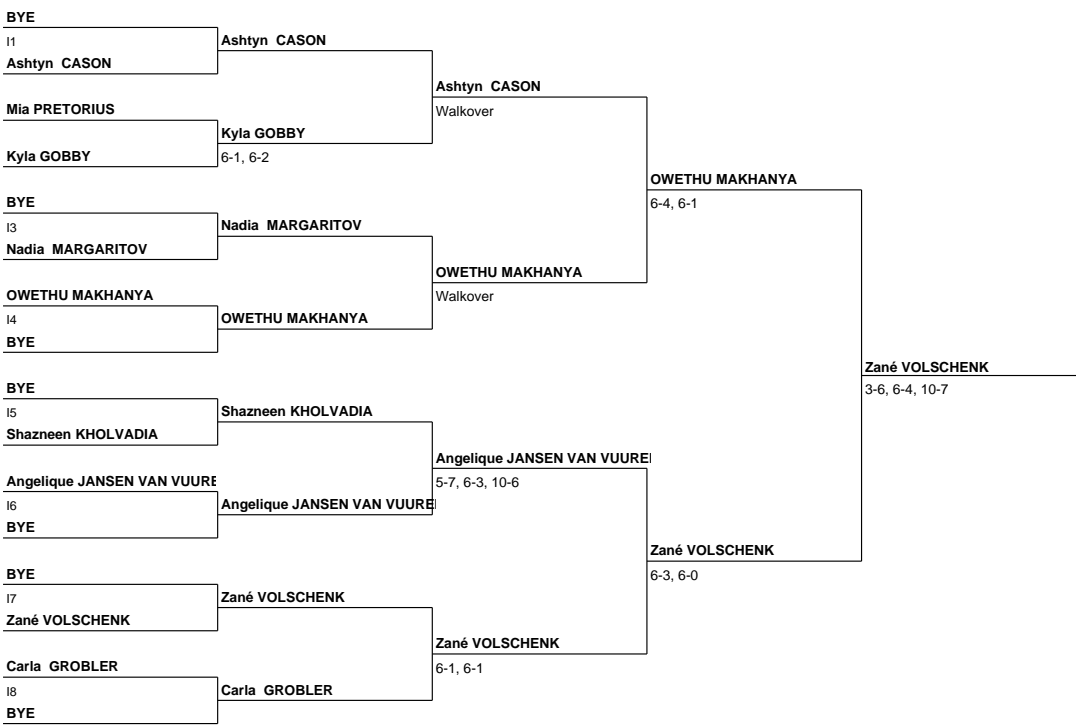 BYE
I1
Ashtyn CASON
Mia PRETORIUS
Kyla GOBBY
BYE
I3
Nadia MARGARITOV
OWETHU MAKHANYA
I4
BYE
BYE
I5
Shazneen KHOLVADIA
Angelique JANSEN VAN VUURE
I6
BYE
BYE
I7
Zané VOLSCHENK
Carla GROBLER
I8
BYE
Ashtyn CASON
Kyla GOBBY
6-1, 6-2
Nadia MARGARITOV
OWETHU MAKHANYA
Shazneen KHOLVADIA
Angelique JANSEN VAN VUURE
Zané VOLSCHENK
Carla GROBLER
Ashtyn CASON
Walkover
OWETHU MAKHANYA
Walkover
Angelique JANSEN VAN VUURE
5-7, 6-3, 10-6
Zané VOLSCHENK
6-1, 6-1
OWETHU MAKHANYA
6-4, 6-1
Zané VOLSCHENK
6-3, 6-0
Zané VOLSCHENK
3-6, 6-4, 10-7